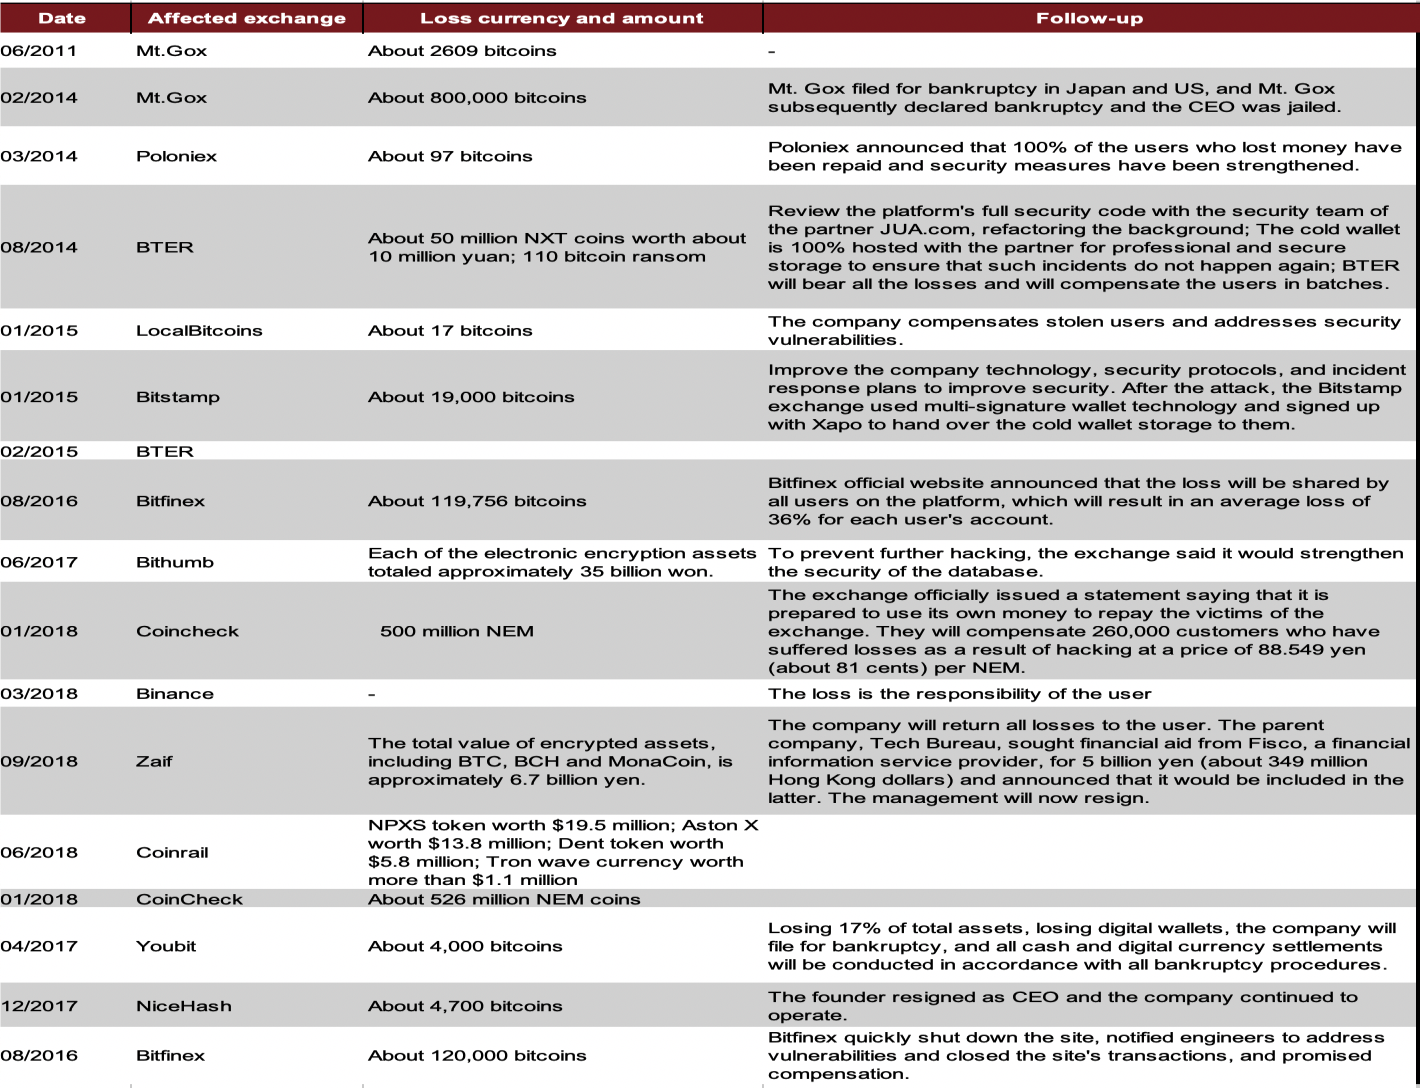 Date Affected exchange Loss currency and amount Follow-up
06/2011 Mt.Gox About 2609 bitcoins -
02/2014 Mt.Gox About 800,000 bitcoins
Mt. Gox filed for bankruptcy in Japan and US, and Mt. Gox
subsequently declared bankruptcy and the CEO was jailed.
03/2014 Poloniex About 97 bitcoins
Poloniex announced that 100% of the users who lost money have
been repaid and security measures have been strengthened.
08/2014 BTER
About 50 million NXT coins worth about
10 million yuan; 110 bitcoin ransom
Review the platform's full security code with the security team of
the partner JUA.com, refactoring the background; The cold wallet
is 100% hosted with the partner for professional and secure
storage to ensure that such incidents do not happen again; BTER
will bear all the losses and will compensate the users in batches.
01/2015 LocalBitcoins About 17 bitcoins
The company compensates stolen users and addresses security
vulnerabilities.
01/2015 Bitstamp About 19,000 bitcoins
Improve the company technology, security protocols, and incident
response plans to improve security. After the attack, the Bitstamp
exchange used multi-signature wallet technology and signed up
with Xapo to hand over the cold wallet storage to them.
02/2015 BTER
08/2016 Bitfinex About 119,756 bitcoins
Bitfinex official website announced that the loss will be shared by
all users on the platform, which will result in an average loss of
36% for each user's account.
06/2017 Bithumb
Each of the electronic encryption assets
totaled approximately 35 billion won.
To prevent further hacking, the exchange said it would strengthen
the security of the database.
01/2018 Coincheck 500 million NEM
The exchange officially issued a statement saying that it is
prepared to use its own money to repay the victims of the
exchange. They will compensate 260,000 customers who have
suffered losses as a result of hacking at a price of 88.549 yen
(about 81 cents) per NEM.
03/2018 Binance - The loss is the responsibility of the user
09/2018 Zaif
The total value of encrypted assets,
including BTC, BCH and MonaCoin, is
approximately 6.7 billion yen.
The company will return all losses to the user. The parent
company, Tech Bureau, sought financial aid from Fisco, a financial
information service provider, for 5 billion yen (about 349 million
Hong Kong dollars) and announced that it would be included in the
latter. The management will now resign.
06/2018 Coinrail
NPXS token worth $19.5 million; Aston X
worth $13.8 million; Dent token worth
$5.8 million; Tron wave currency worth
more than $1.1 million
01/2018 CoinCheck About 526 million NEM coins
04/2017 Youbit About 4,000 bitcoins
Losing 17% of total assets, losing digital wallets, the company will
file for bankruptcy, and all cash and digital currency settlements
will be conducted in accordance with all bankruptcy procedures.
12/2017 NiceHash About 4,700 bitcoins
The founder resigned as CEO and the company continued to
operate.
08/2016 Bitfinex About 120,000 bitcoins
Bitfinex quickly shut down the site, notified engineers to address
vulnerabilities and closed the site's transactions, and promised
compensation.